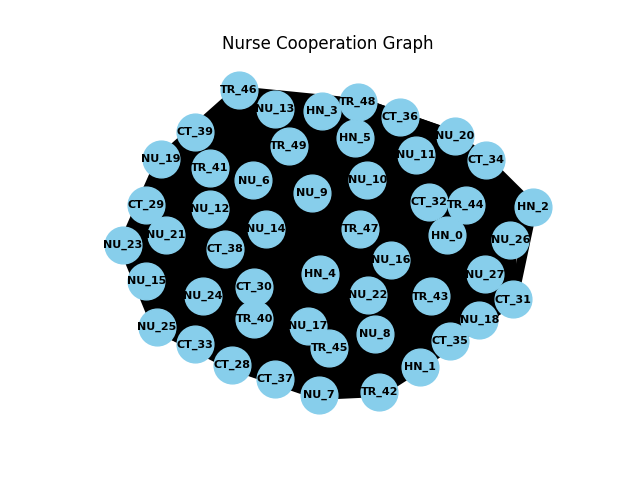 Nurse Cooperation Graph
TR_46
NU_13
HN_3
TR_48
CT_36
CT_39
NU_20
HN_5
TR_49
NU_11
NU_19
CT_34
TR_41
NU_6
NU_10
NU_9
CT_32
TR_44
CT_29
NU_12
HN_2
NU_14
TR_47
NU_21
HN_0
NU_26
NU_23
CT_38
NU_16
HN_4
NU_27
NU_15
CT_30
NU_24
NU_22
TR_43
CT_31
TR_40
NU_18
NU_25
NU_17
NU_8
CT_35
CT_33
TR_45
CT_28
HN_1
CT_37
TR_42
NU_7